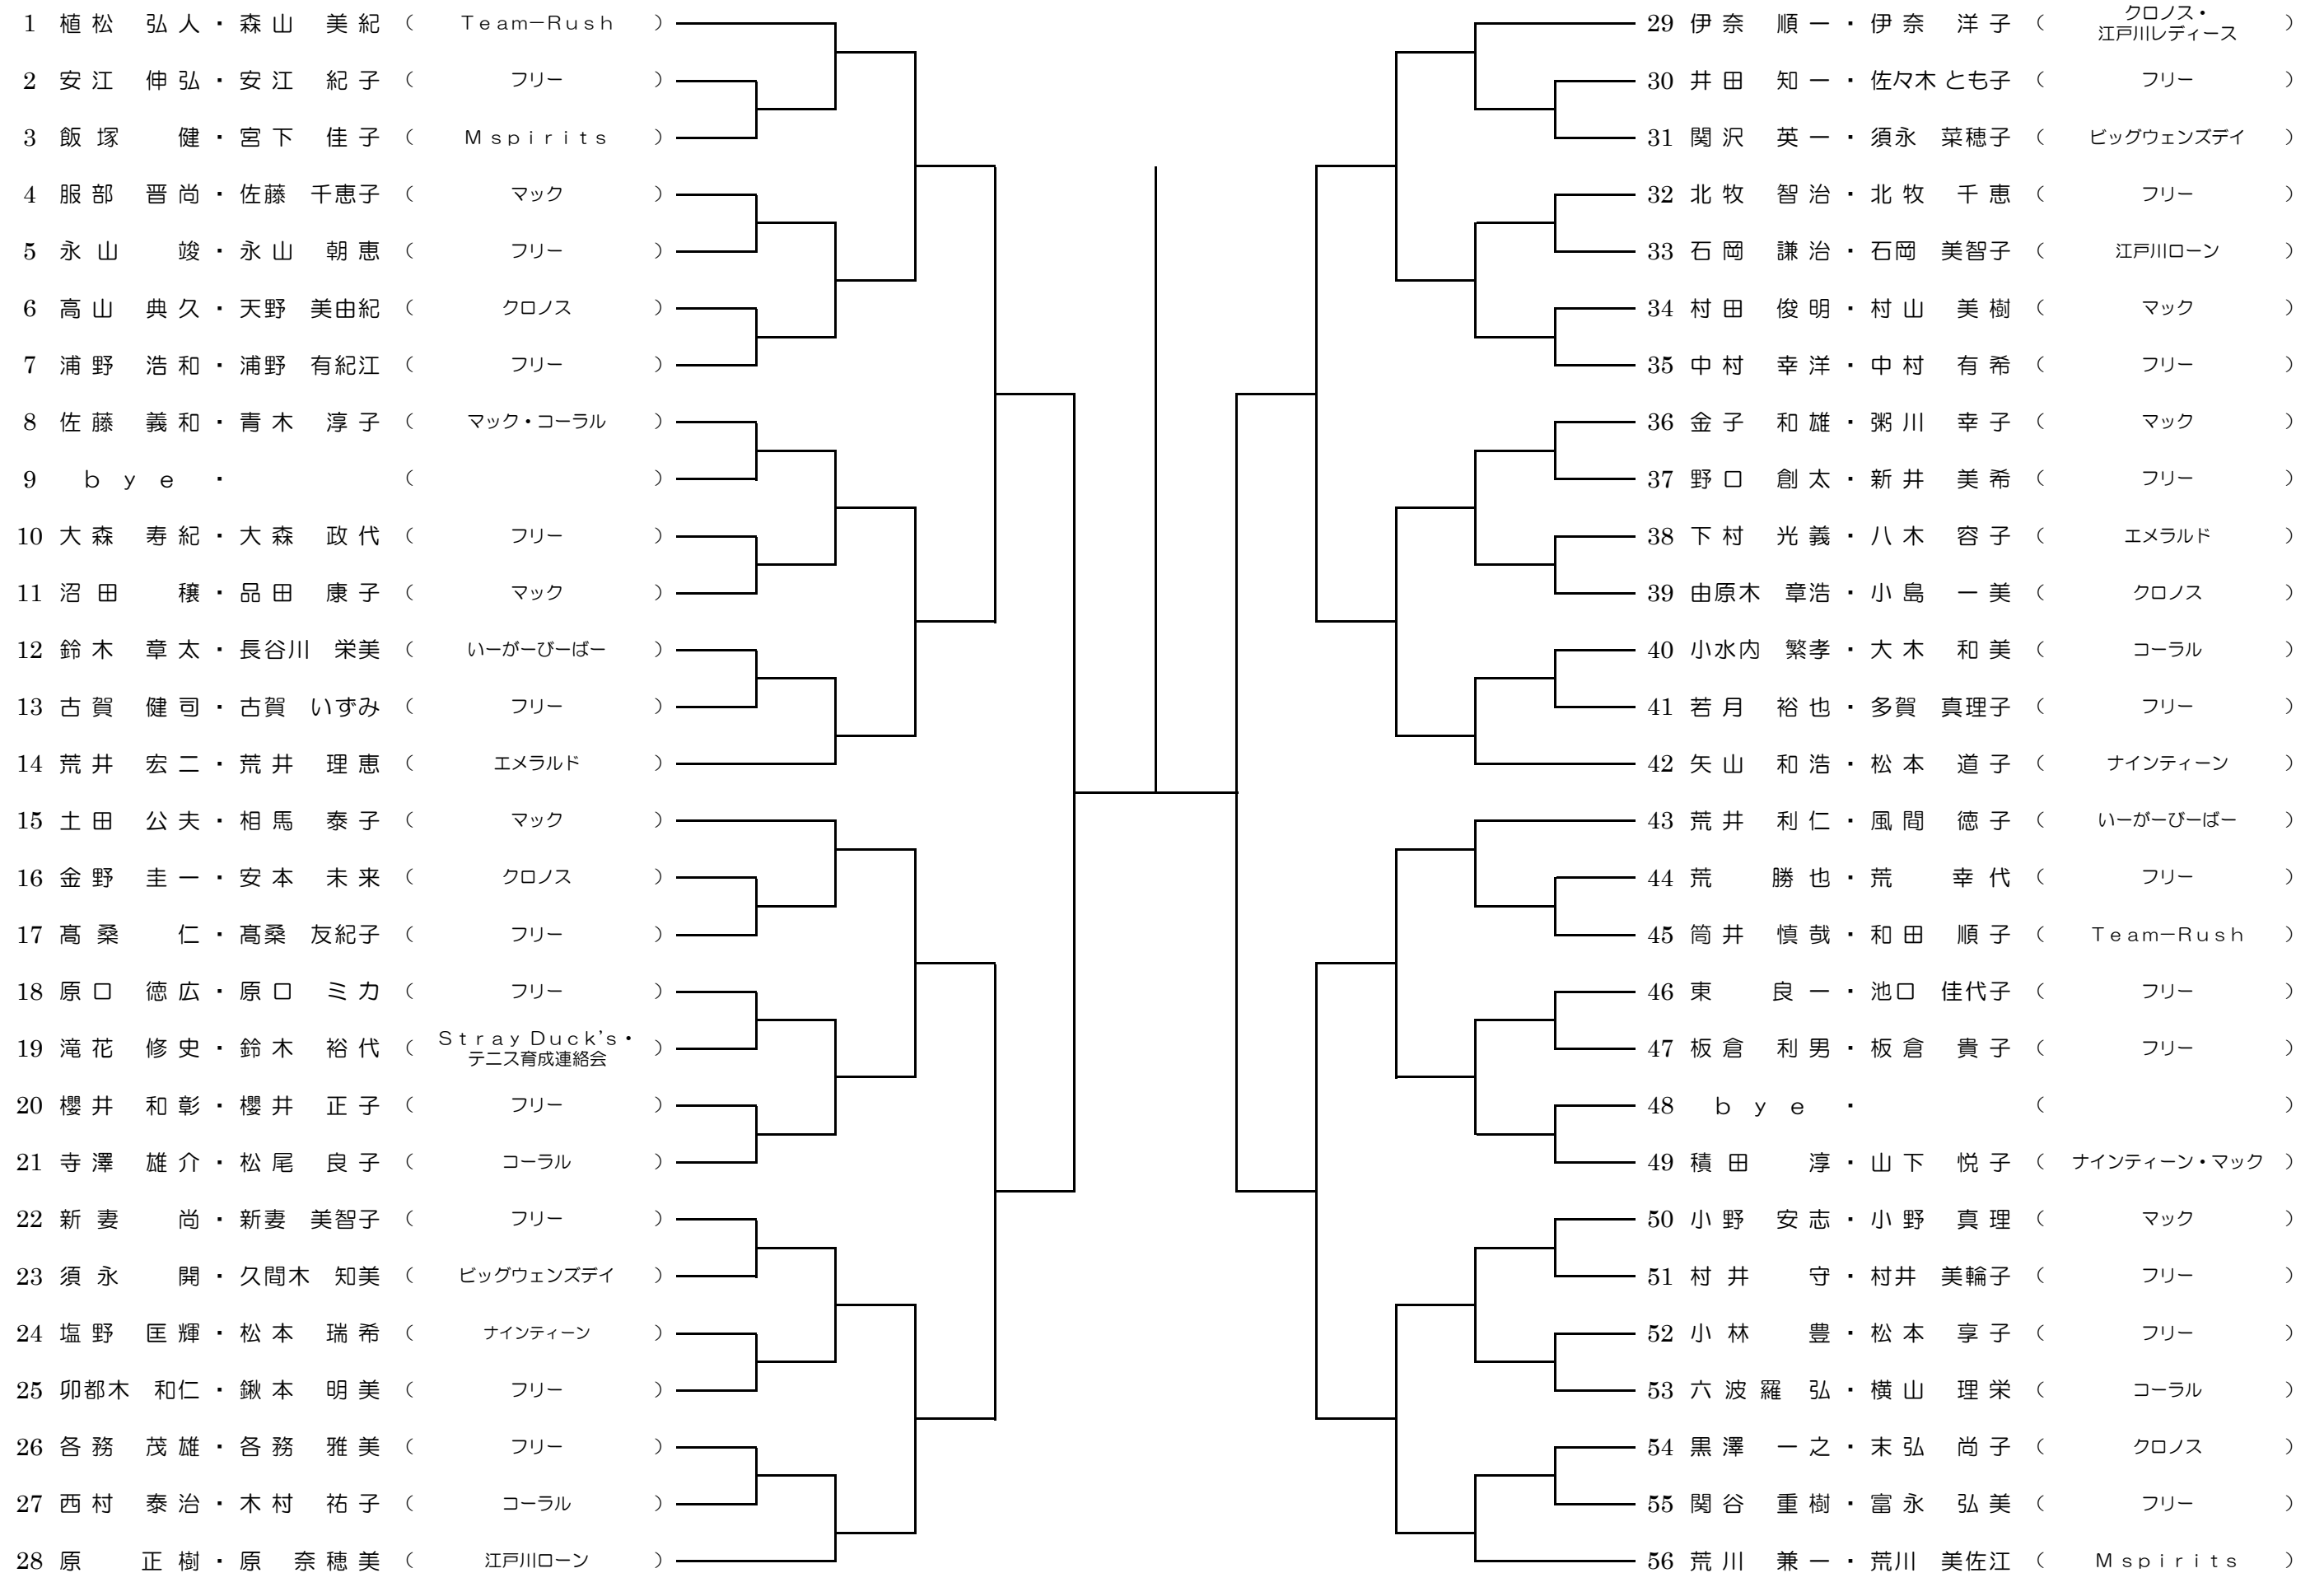 1 植松 弘人・森山 美紀 ( Team－Rush )
2 安江 伸弘・安江 紀子 ( フリー )
3 飯塚 健・宮下 佳子 ( Mspirits )
4 服部 晋尚・佐藤 千恵子 ( マック )
5 永山 竣・永山 朝恵 ( フリー )
6 高山 典久・天野 美由紀 ( クロノス )
7 浦野 浩和・浦野 有紀江 ( フリー )
8 佐藤 義和・青木 淳子 ( マック・コーラル )
9 bye ・ ( )
10 大森 寿紀・大森 政代 ( フリー )
11 沼田 穣・品田 康子 ( マック )
12 鈴木 章太・長谷川 栄美 ( いーがーびーばー )
13 古賀 健司・古賀 いずみ ( フリー )
14 荒井 宏二・荒井 理恵 ( エメラルド )
15 土田 公夫・相馬 泰子 ( マック )
16 金野 圭一・安本 未来 ( クロノス )
17 髙桑 仁・髙桑 友紀子 ( フリー )
18 原口 徳広・原口 ミカ ( フリー )
19 滝花 修史・鈴木 裕代 ( Stray Duck's・
テニス育成連絡会 )
20 櫻井 和彰・櫻井 正子 ( フリー )
21 寺澤 雄介・松尾 良子 ( コーラル )
22 新妻 尚・新妻 美智子 ( フリー )
23 須永 開・久間木 知美 ( ビッグウェンズデイ )
24 塩野 匡輝・松本 瑞希 ( ナインティーン )
25 卯都木 和仁・鍬本 明美 ( フリー )
26 各務 茂雄・各務 雅美 ( フリー )
27 西村 泰治・木村 祐子 ( コーラル )
28 原 正樹・原 奈穂美 ( 江戸川ローン )
29 伊奈 順一・伊奈 洋子 ( クロノス・
江戸川レディース )
30 井田 知一・佐々木 とも子 ( フリー )
31 関沢 英一・須永 菜穂子 ( ビッグウェンズデイ )
32 北牧 智治・北牧 千恵 ( フリー )
33 石岡 謙治・石岡 美智子 ( 江戸川ローン )
34 村田 俊明・村山 美樹 ( マック )
35 中村 幸洋・中村 有希 ( フリー )
36 金子 和雄・粥川 幸子 ( マック )
37 野口 創太・新井 美希 ( フリー )
38 下村 光義・八木 容子 ( エメラルド )
39 由原木 章浩・小島 一美 ( クロノス )
40 小水内 繁孝・大木 和美 ( コーラル )
41 若月 裕也・多賀 真理子 ( フリー )
42 矢山 和浩・松本 道子 ( ナインティーン )
43 荒井 利仁・風間 徳子 ( いーがーびーばー )
44 荒 勝也・荒 幸代 ( フリー )
45 筒井 慎哉・和田 順子 ( Team－Rush )
46 東 良一・池口 佳代子 ( フリー )
47 板倉 利男・板倉 貴子 ( フリー )
48 bye ・ ( )
49 積田 淳・山下 悦子 ( ナインティーン・マック )
50 小野 安志・小野 真理 ( マック )
51 村井 守・村井 美輪子 ( フリー )
52 小林 豊・松本 享子 ( フリー )
53 六波羅 弘・横山 理栄 ( コーラル )
54 黒澤 一之・末弘 尚子 ( クロノス )
55 関谷 重樹・富永 弘美 ( フリー )
56 荒川 兼一・荒川 美佐江 ( Mspirits )